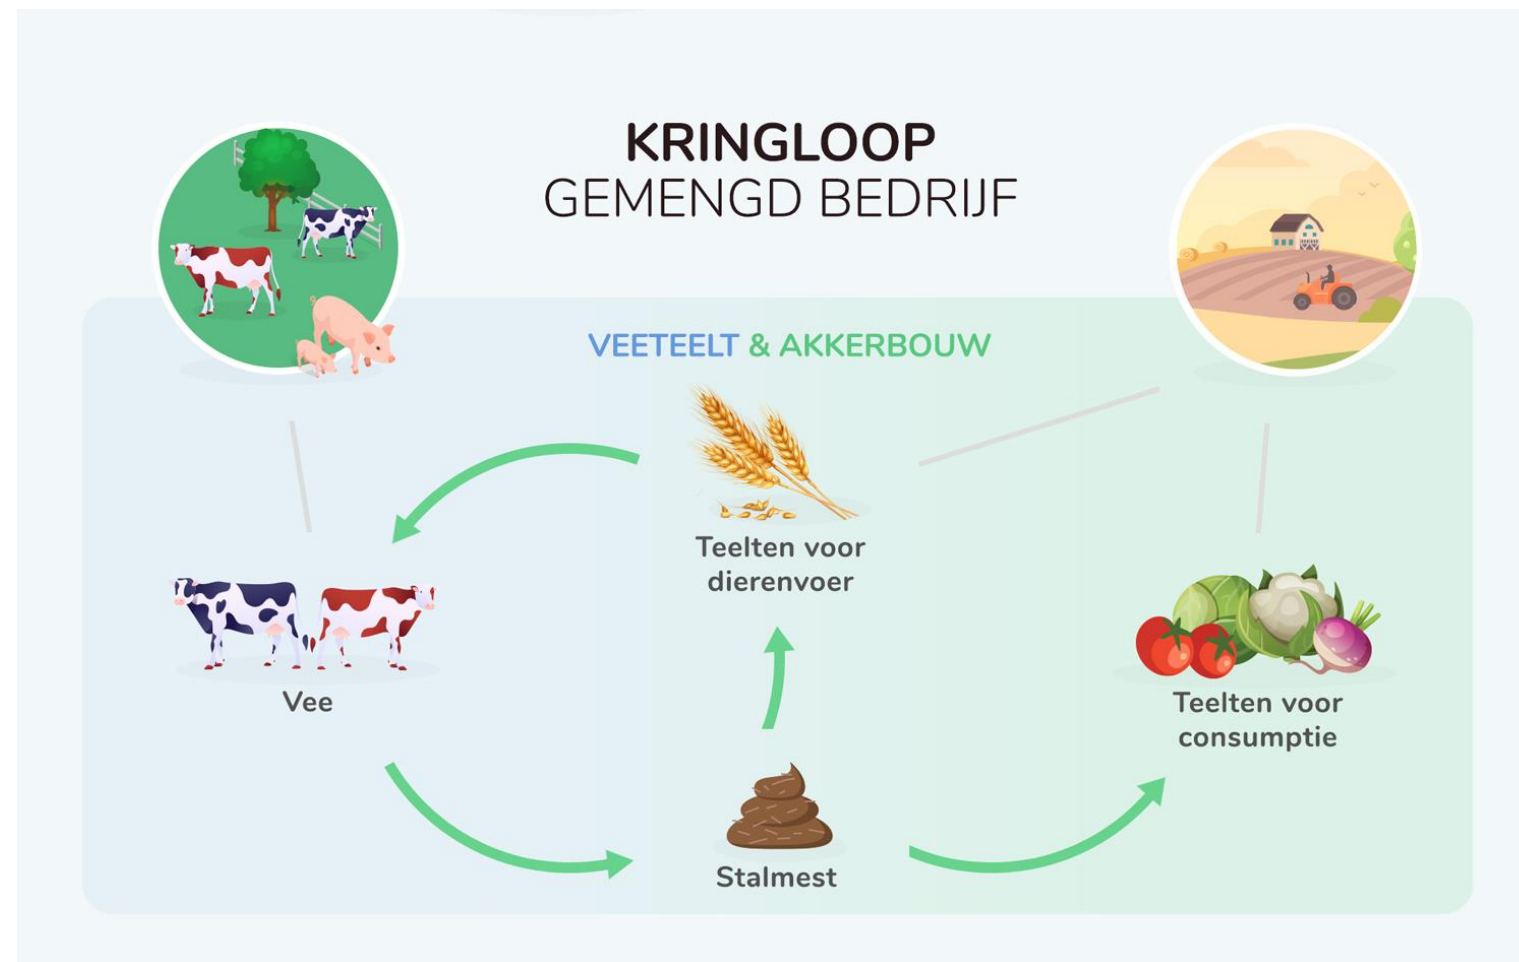 KRINGLOOP
GEMENGD BEDRIJF
VEETEELT & AKKERBOUW
Teelten voor
dierenvoer
Vee
Teelten voor
consumptie
Stalmest